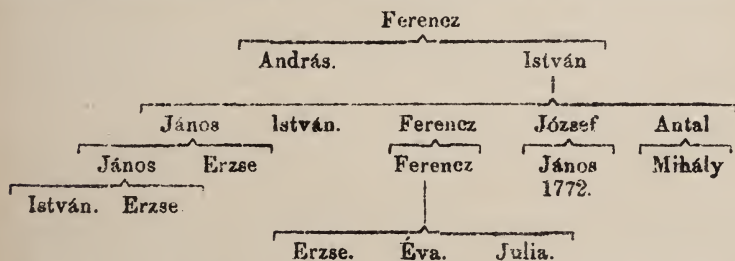 Ferencz
András. István
János István. Ferencz József Antal
János Erzse Ferencz János Mihály
1772.
István. Erzse
Erzse. Éva. Julia.